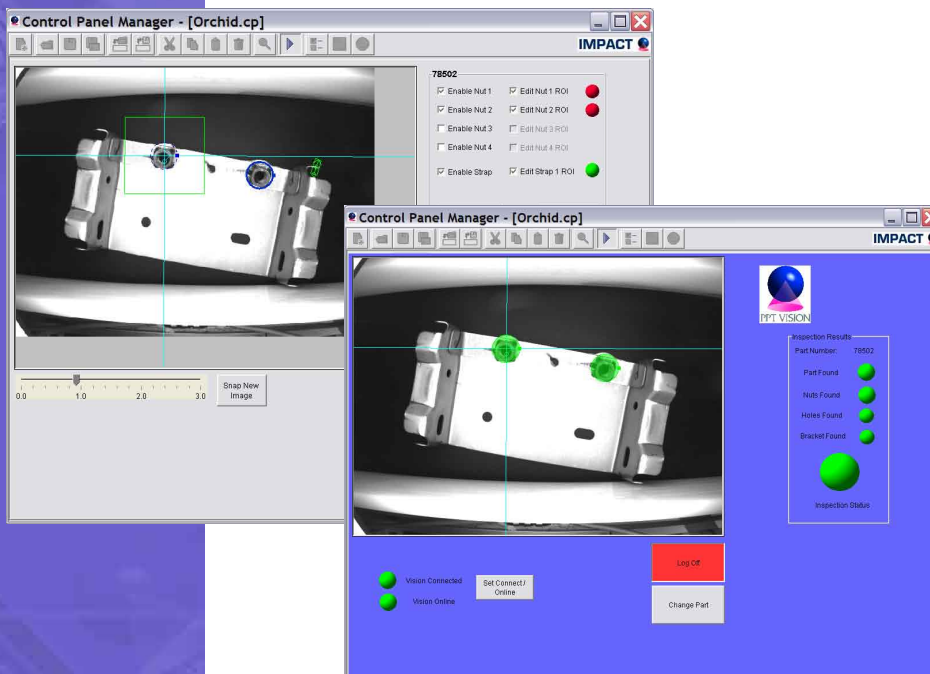 Control Panel Manager - [Orchid.cp]
IMPACT
78502
Enable Nut 1 Edit Nut 1 ROI
Enable Nut 2 Edit Nut 2 ROI
Enable Nut 3 Edit Nut 3 ROI
Enable Nut 4 Edit Nut 4 ROI
Enable Strap Edit Strap 1 ROI
0.0 1.0 2.0 3.0
Snap New
Image
Control Panel Manager - [Orchid.cp]
IMPACT
PPT VISION
Inspection Results
Part Number: 78502
Part Found
Nuts Found
Holes Found
Bracket Found
Inspection Status
Vision Connected
Vision Online
Set Connect /
Online
Log Off
Change Part